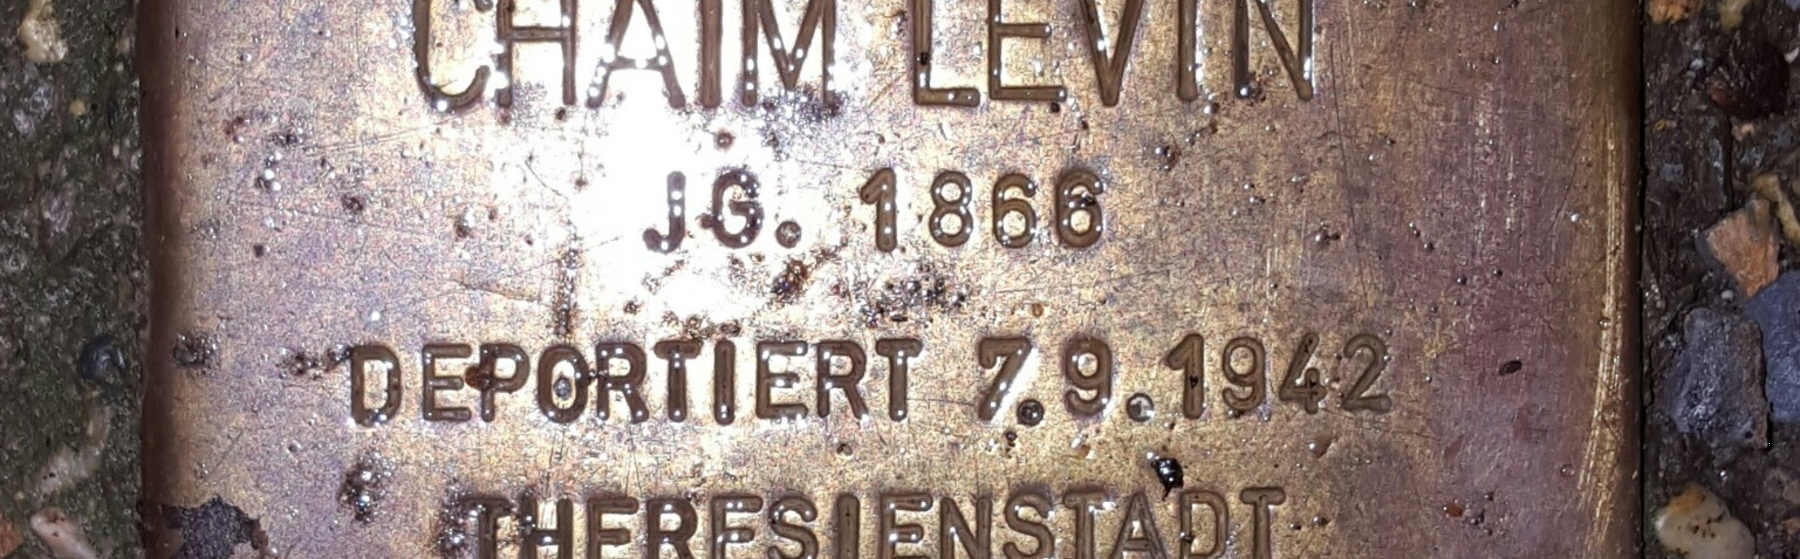 CHAIM LEVIN
JG. 1866
DEPORTIERT 7.9.1942
THERESIENSTADT